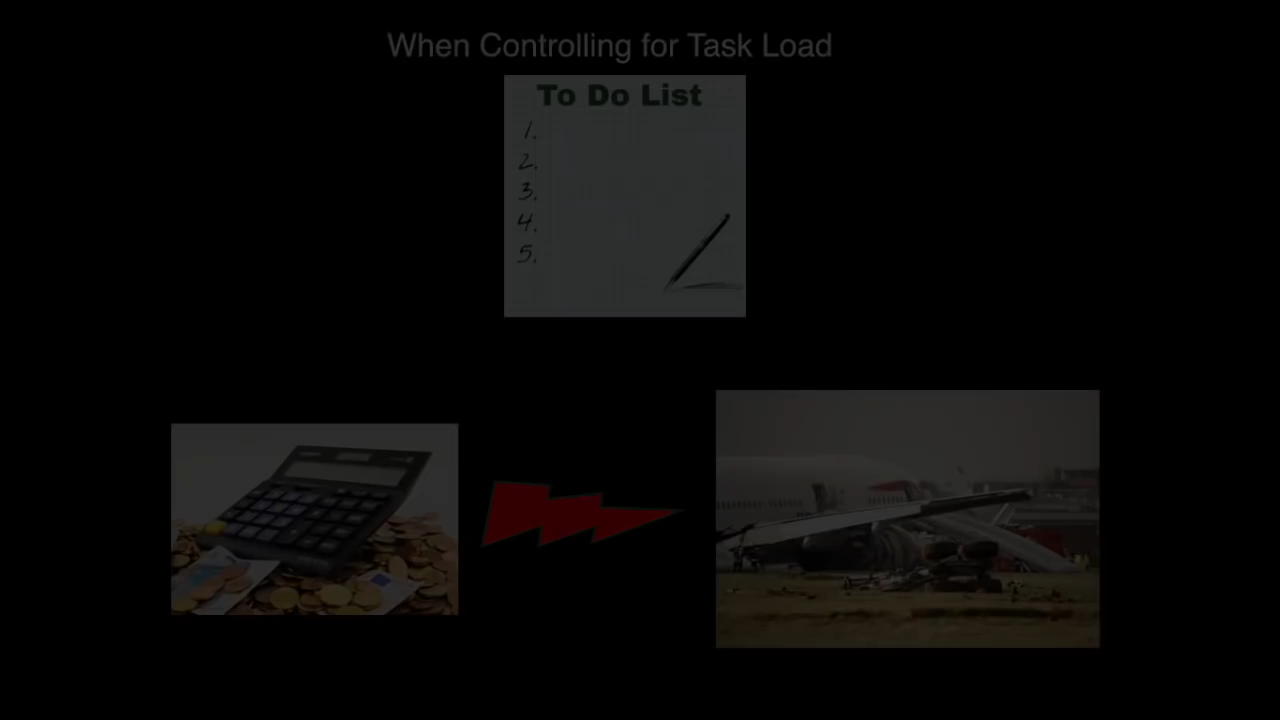 When Controlling for Task Load
To Do List
1.
2.
3.
4.
5.